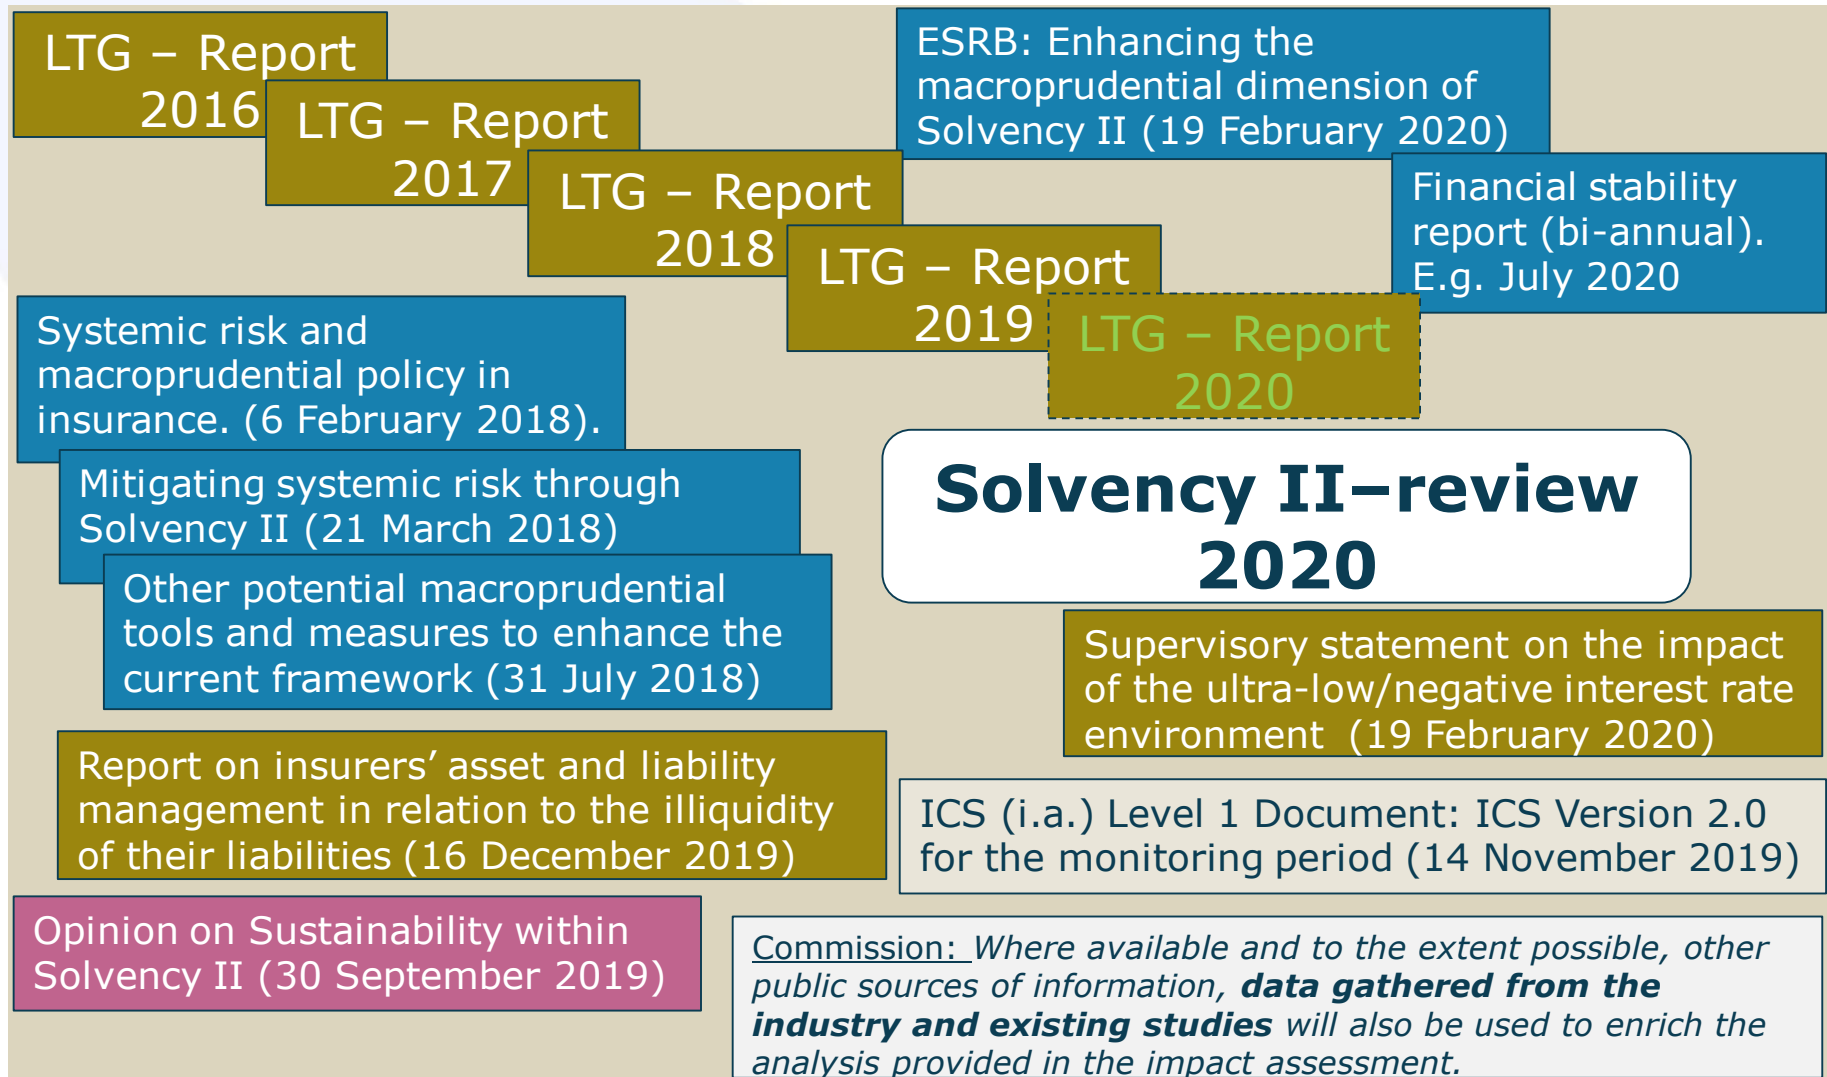 LTG – Report
2016
LTG – Report
2017
LTG – Report
2018
LTG – Report
2019
LTG – Report
2020
ESRB: Enhancing the
macroprudential dimension of
Solvency II (19 February 2020)
Financial stability
report (bi-annual).
E.g. July 2020
Systemic risk and
macroprudential policy in
insurance. (6 February 2018).
Mitigating systemic risk through
Solvency II (21 March 2018)
Other potential macroprudential
tools and measures to enhance the
current framework (31 July 2018)
Solvency II–review
2020
Supervisory statement on the impact
of the ultra-low/negative interest rate
environment (19 February 2020)
Report on insurers’ asset and liability
management in relation to the illiquidity
of their liabilities (16 December 2019)
ICS (i.a.) Level 1 Document: ICS Version 2.0
for the monitoring period (14 November 2019)
Opinion on Sustainability within
Solvency II (30 September 2019)
Commission: Where available and to the extent possible, other
public sources of information, data gathered from the
industry and existing studies will also be used to enrich the
analysis provided in the impact assessment.